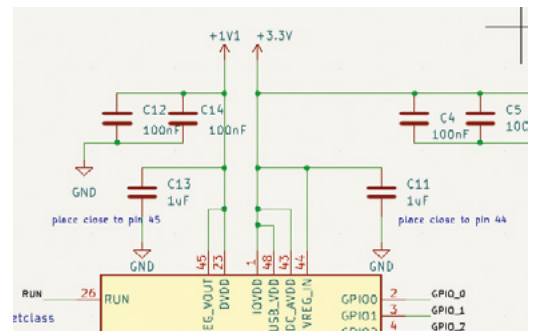 +1V1
+3.3V
C12
100nF
C14
100nF
C4
100nF
C5
100
GND
C13
1uF
C11
1uF
place close to pin 45
place close to pin 44
GND
GND
45
23
1
48
43
44
RUN
26
RUN
EG_VOUT
DVDD
IOVDD
USB_VDD
DC_AVDD
VREG_IN
GPIO0
2
GPIO_0
GPIO1
3
GPIO_1
etclass
4
GPIO_2